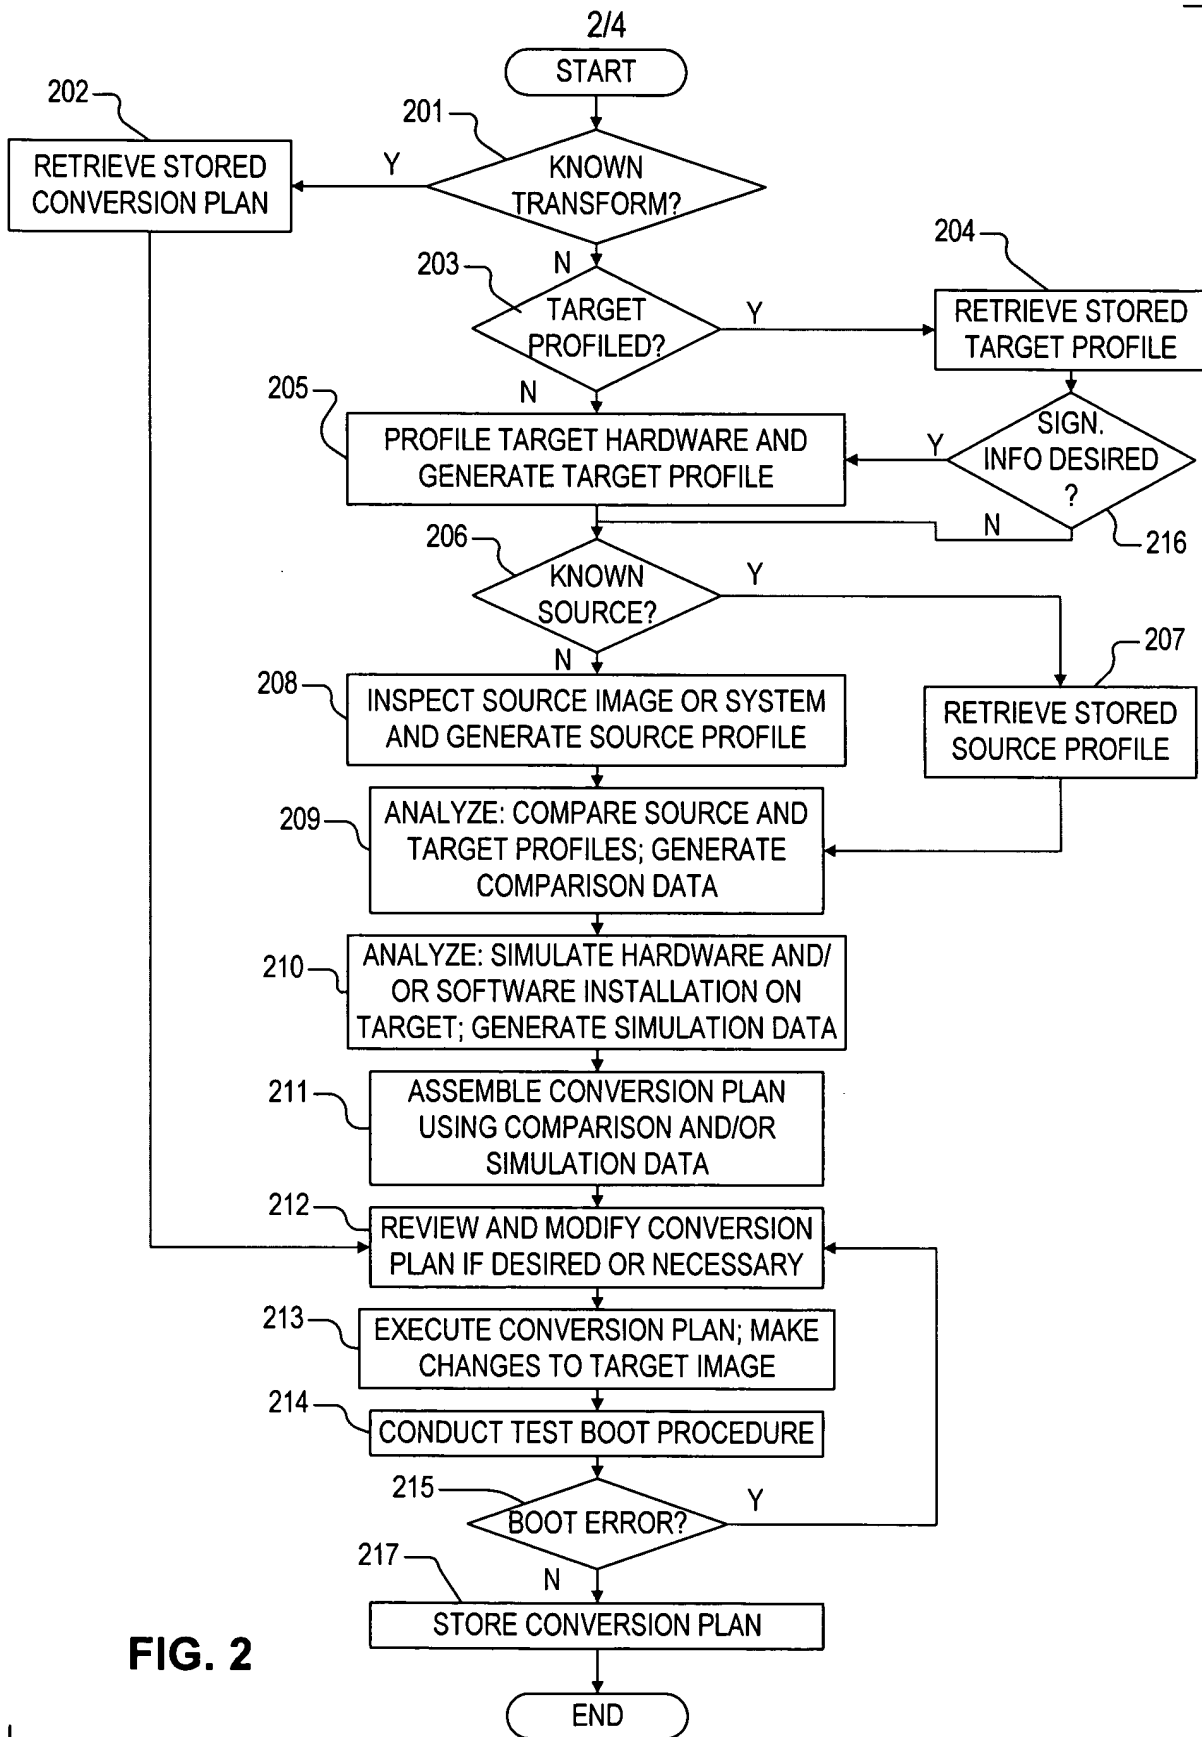 2/4
START
202
201
RETRIEVE STORED
CONVERSION PLAN
Y
KNOWN
TRANSFORM?
N
203
204
TARGET
PROFILED?
Y
RETRIEVE STORED
TARGET PROFILE
N
205
PROFILE TARGET HARDWARE AND
GENERATE TARGET PROFILE
Y
SIGN.
INFO DESIRED
?
N
216
206
KNOWN
SOURCE?
Y
N
207
208
INSPECT SOURCE IMAGE OR SYSTEM
AND GENERATE SOURCE PROFILE
RETRIEVE STORED
SOURCE PROFILE
209
ANALYZE: COMPARE SOURCE AND
TARGET PROFILES; GENERATE
COMPARISON DATA
210
ANALYZE: SIMULATE HARDWARE AND/
OR SOFTWARE INSTALLATION ON
TARGET; GENERATE SIMULATION DATA
211
ASSEMBLE CONVERSION PLAN
USING COMPARISON AND/OR
SIMULATION DATA
212
REVIEW AND MODIFY CONVERSION
PLAN IF DESIRED OR NECESSARY
213
EXECUTE CONVERSION PLAN; MAKE
CHANGES TO TARGET IMAGE
214
CONDUCT TEST BOOT PROCEDURE
215
BOOT ERROR?
Y
N
217
STORE CONVERSION PLAN
FIG. 2
END